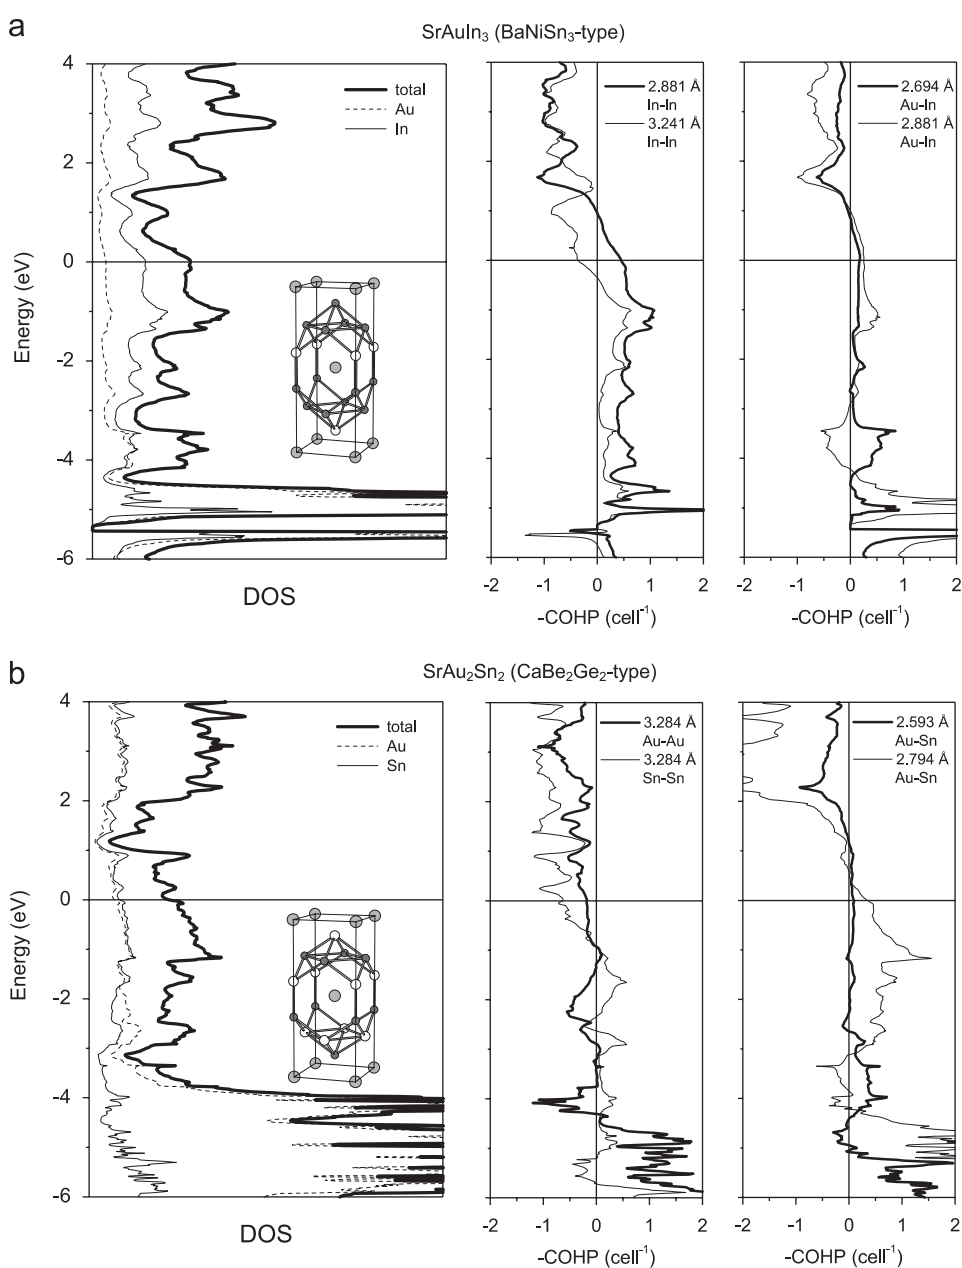 a
SrAuIn₃ (BaNiSn₃-type)
4
2
0
-2
-4
-6
Energy (eV)
DOS
total
Au
In
2.881 Å
In-In
3.241 Å
In-In
-2 -1 0 1 2
-COHP (cell⁻¹)
2.694 Å
Au-In
2.881 Å
Au-In
-2 -1 0 1 2
-COHP (cell⁻¹)
b
SrAu₂Sn₂ (CaBe₂Ge₂-type)
4
2
0
-2
-4
-6
Energy (eV)
DOS
total
Au
Sn
3.284 Å
Au-Au
3.284 Å
Sn-Sn
-2 -1 0 1 2
-COHP (cell⁻¹)
2.593 Å
Au-Sn
2.794 Å
Au-Sn
-2 -1 0 1 2
-COHP (cell⁻¹)